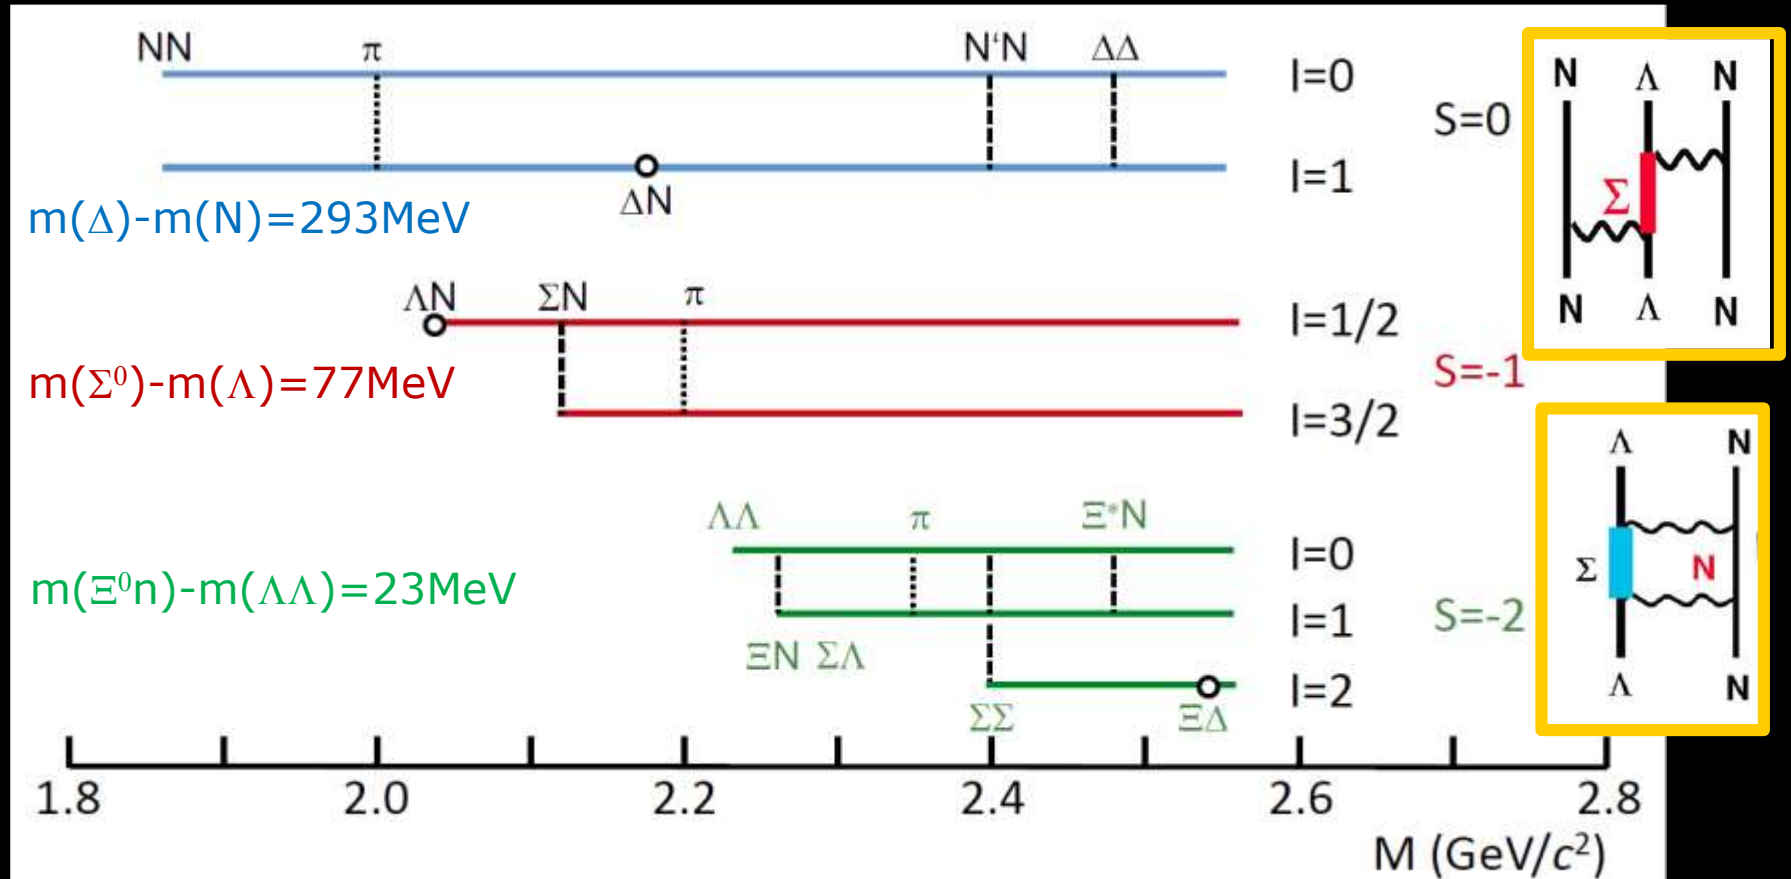 NN π N'N ΔΔ
I=0
S=0
I=1
ΔN
m(Δ)-m(N)=293MeV
ΛN ΣN π
I=1/2
m(Σ⁰)-m(Λ)=77MeV
S=-1
I=3/2
ΛΛ π Ξ*N
I=0
m(Ξ⁰n)-m(ΛΛ)=23MeV
I=1
S=-2
ΞN ΣΛ
I=2
ΣΣ ΞΔ
1.8 2.0 2.2 2.4 2.6 2.8
M (GeV/c²)
N Λ N
Σ
N Λ N
Λ N
Σ N
Λ N